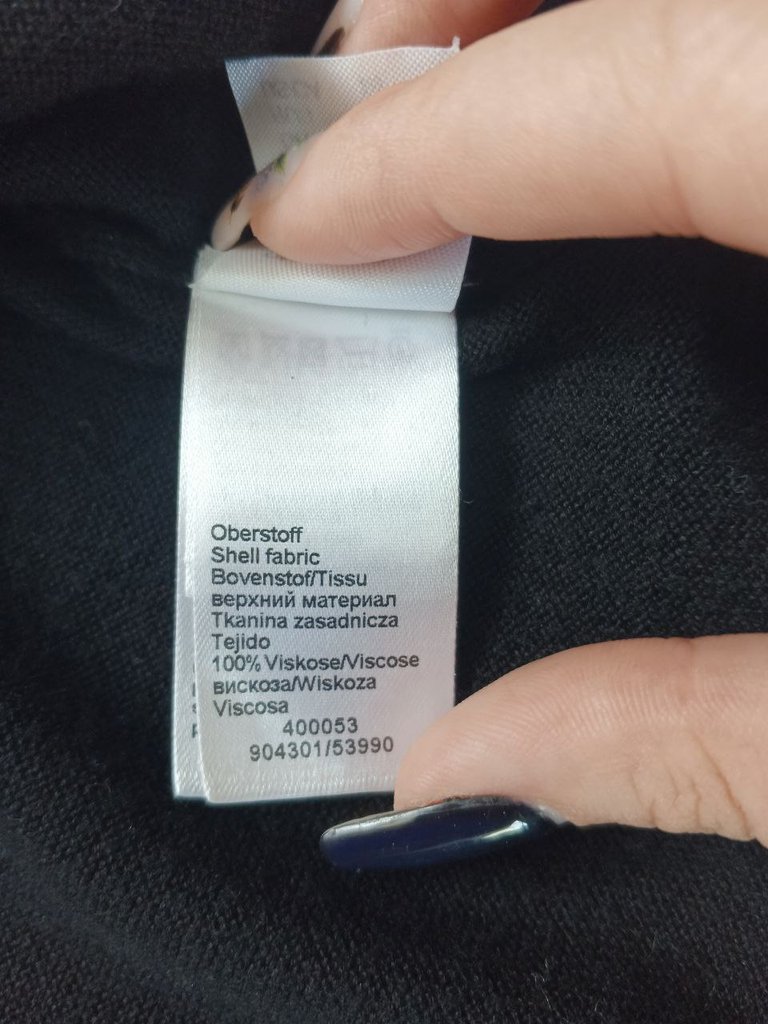 Oberstoff
Shell fabric
Bovenstof/Tissu
верхний материал
Tkanina zasadnicza
Tejido
100% Viskose/Viscose
вискоза/Wiskoza
Viscosa
400053
904301/53990